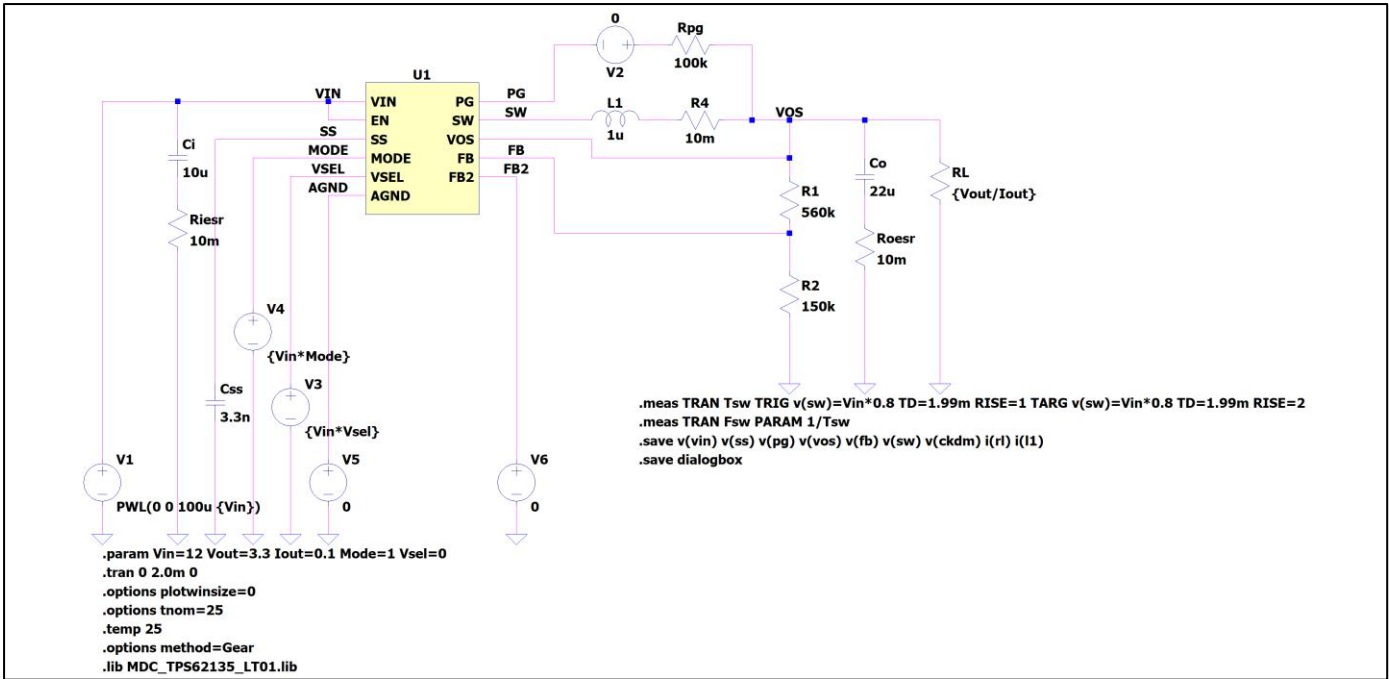 0
Rpg
100k
V2
U1
VIN
VIN
EN
SS
SS
MODE
MODE
VSEL
VSEL
AGND
AGND
PG
PG
SW
SW
VOS
FB
FB
FB2
FB2
L1
1u
R4
10m
VOS
Ci
10u
Riesr
10m
Co
22u
RL
{Vout/Iout}
R1
560k
Roesr
10m
R2
150k
V4
{Vin*Mode}
Css
3.3n
V3
{Vin*Vsel}
V1
PWL(0 0 100u {Vin})
V5
0
V6
0
.meas TRAN Tsw TRIG v(sw)=Vin*0.8 TD=1.99m RISE=1 TARG v(sw)=Vin*0.8 TD=1.99m RISE=2
.meas TRAN Fsw PARAM 1/Tsw
.save v(vin) v(ss) v(pg) v(vos) v(fb) v(sw) v(ckdm) i(rl) i(l1)
.save dialogbox
.param Vin=12 Vout=3.3 Iout=0.1 Mode=1 Vsel=0
.tran 0 2.0m 0
.options plotwinsize=0
.options tnom=25
.temp 25
.options method=Gear
.lib MDC_TPS62135_LT01.lib